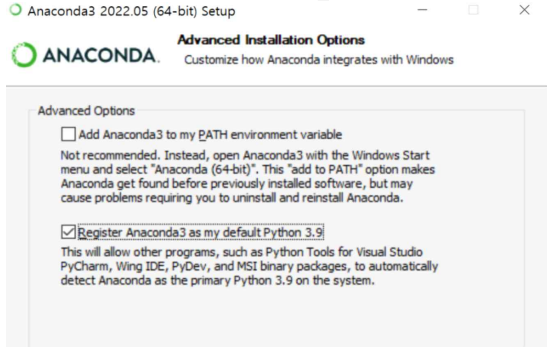 Anaconda3 2022.05 (64-bit) Setup
ANACONDA.
Advanced Installation Options
Customize how Anaconda integrates with Windows
Advanced Options
Add Anaconda3 to my PATH environment variable
Not recommended. Instead, open Anaconda3 with the Windows Start
menu and select "Anaconda (64-bit)". This "add to PATH" option makes
Anaconda get found before previously installed software, but may
cause problems requiring you to uninstall and reinstall Anaconda.
Register Anaconda3 as my default Python 3.9
This will allow other programs, such as Python Tools for Visual Studio
PyCharm, Wing IDE, PyDev, and MSI binary packages, to automatically
detect Anaconda as the primary Python 3.9 on the system.